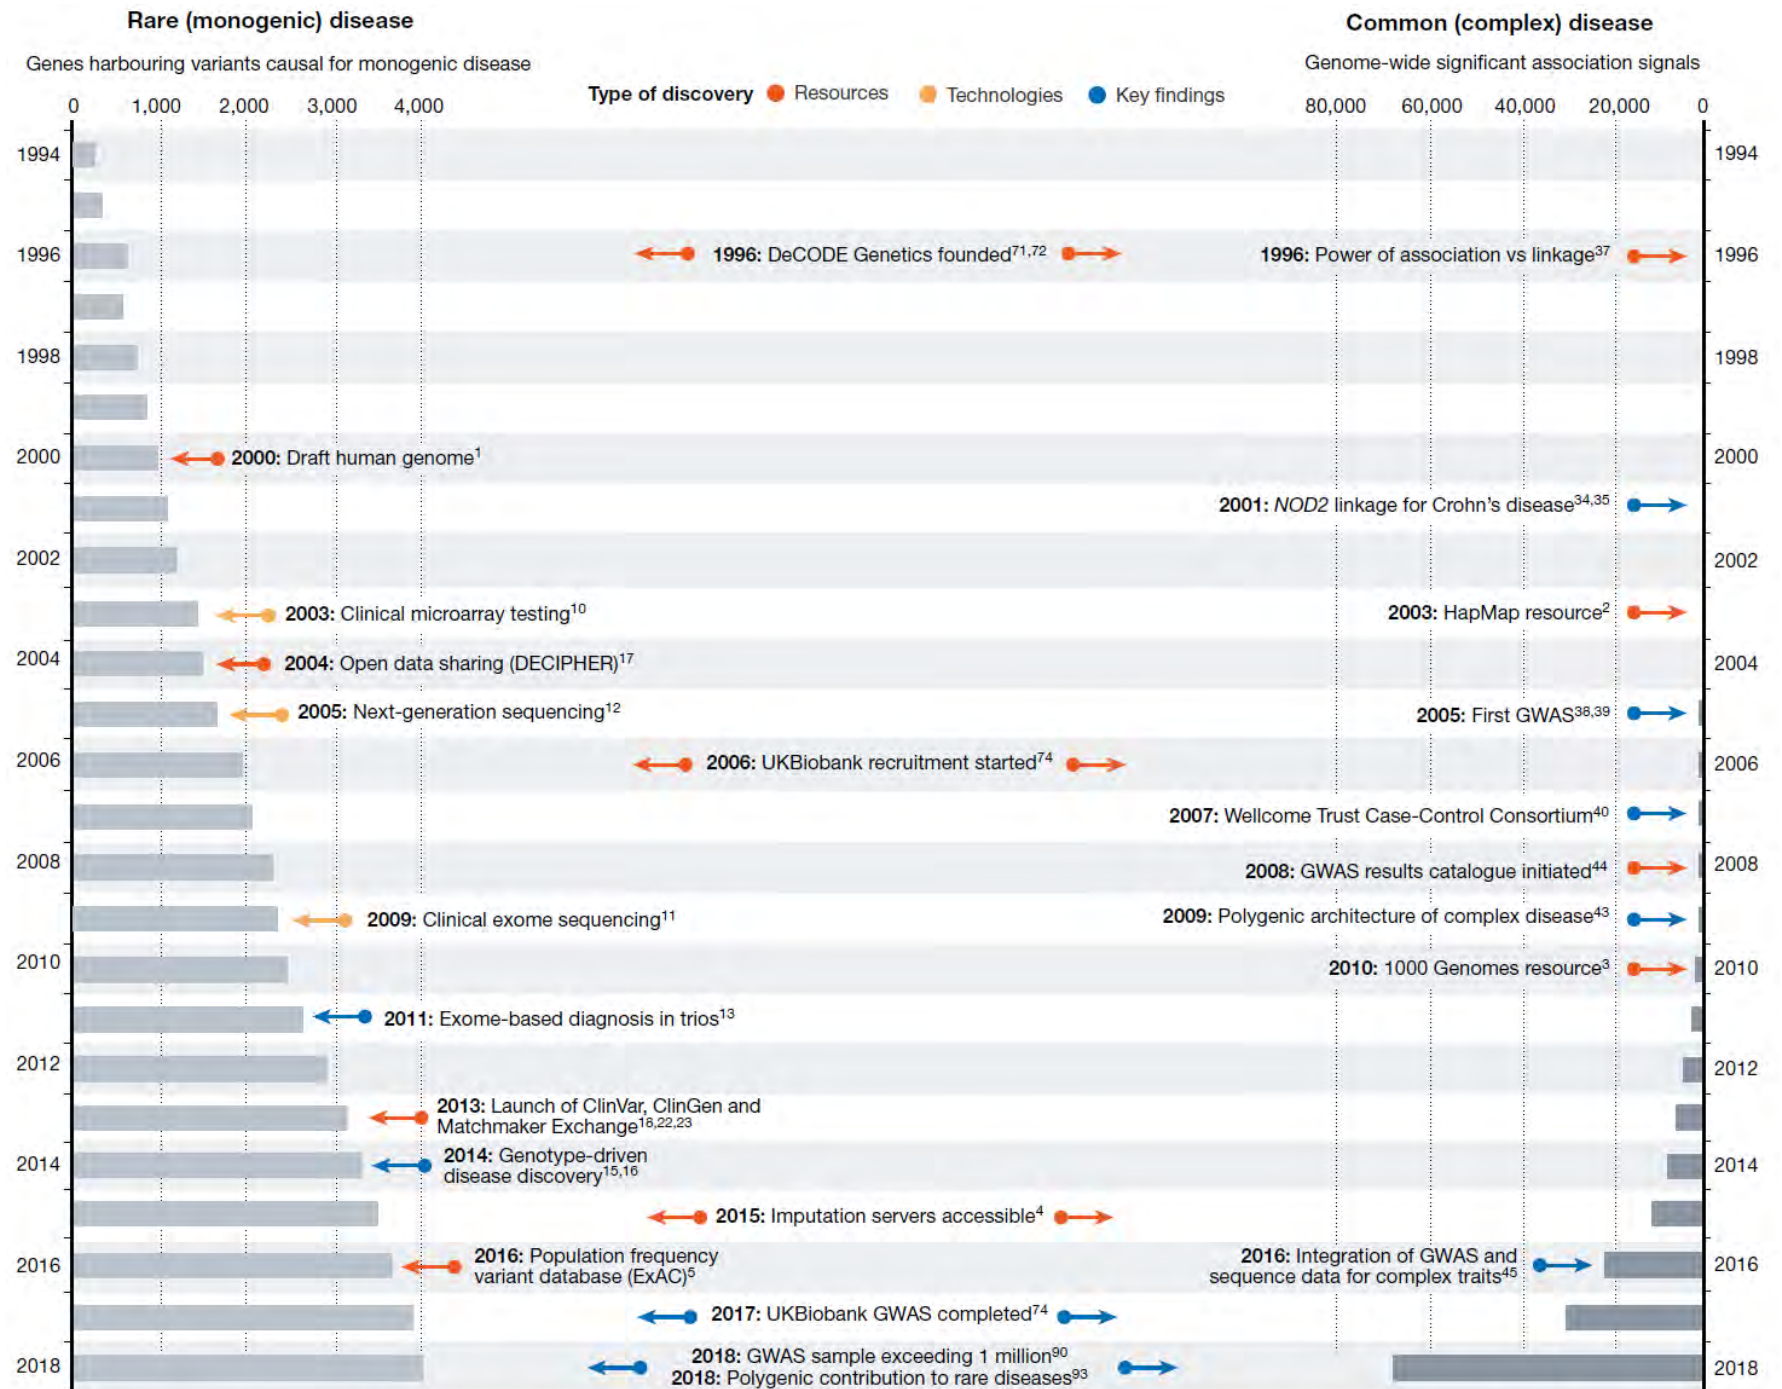 Rare (monogenic) disease
Common (complex) disease
Genes harbouring variants causal for monogenic disease
Genome-wide significant association signals
Type of discovery Resources Technologies Key findings
0 1,000 2,000 3,000 4,000
80,000 60,000 40,000 20,000 0
1994 1994
1996 1996: DeCODE Genetics founded71,72 1996: Power of association vs linkage37 1996
1998 1998
2000 2000: Draft human genome1 2000
2001: NOD2 linkage for Crohn's disease34,35
2002 2002
2003: Clinical microarray testing10 2003: HapMap resource2
2004 2004: Open data sharing (DECIPHER)17 2004
2005: Next-generation sequencing12 2005: First GWAS38,39
2006 2006: UKBiobank recruitment started74 2006
2007: Wellcome Trust Case-Control Consortium40
2008 2008: GWAS results catalogue initiated44 2008
2009: Clinical exome sequencing11 2009: Polygenic architecture of complex disease43
2010 2010: 1000 Genomes resource3 2010
2011: Exome-based diagnosis in trios13
2012 2012
2013: Launch of ClinVar, ClinGen and
Matchmaker Exchange18,22,23
2014 2014: Genotype-driven 2014
disease discovery15,16
2015: Imputation servers accessible4
2016 2016: Population frequency 2016: Integration of GWAS and 2016
variant database (ExAC)5 sequence data for complex traits45
2017: UKBiobank GWAS completed74
2018 2018: GWAS sample exceeding 1 million90 2018
2018: Polygenic contribution to rare diseases93